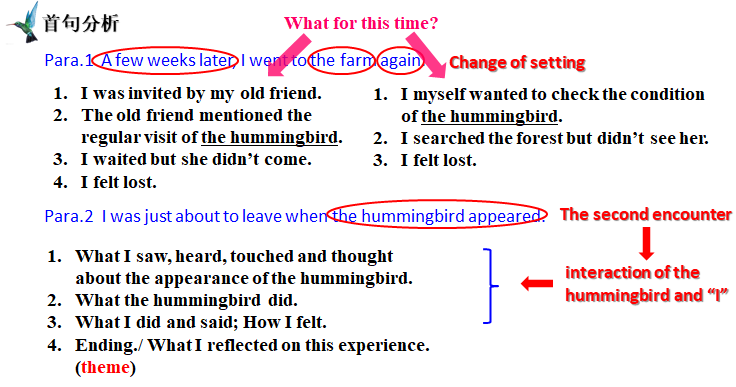 首句分析
What for this time?
Para.1 A few weeks later, I went to the farm again.
Change of setting
1. I was invited by my old friend.
2. The old friend mentioned the
regular visit of the hummingbird.
3. I waited but she didn't come.
4. I felt lost.
1. I myself wanted to check the condition
of the hummingbird.
2. I searched the forest but didn't see her.
3. I felt lost.
Para.2 I was just about to leave when the hummingbird appeared.
The second encounter
1. What I saw, heard, touched and thought
about the appearance of the hummingbird.
2. What the hummingbird did.
3. What I did and said; How I felt.
4. Ending./ What I reflected on this experience.
(theme)
interaction of the
hummingbird and “I”